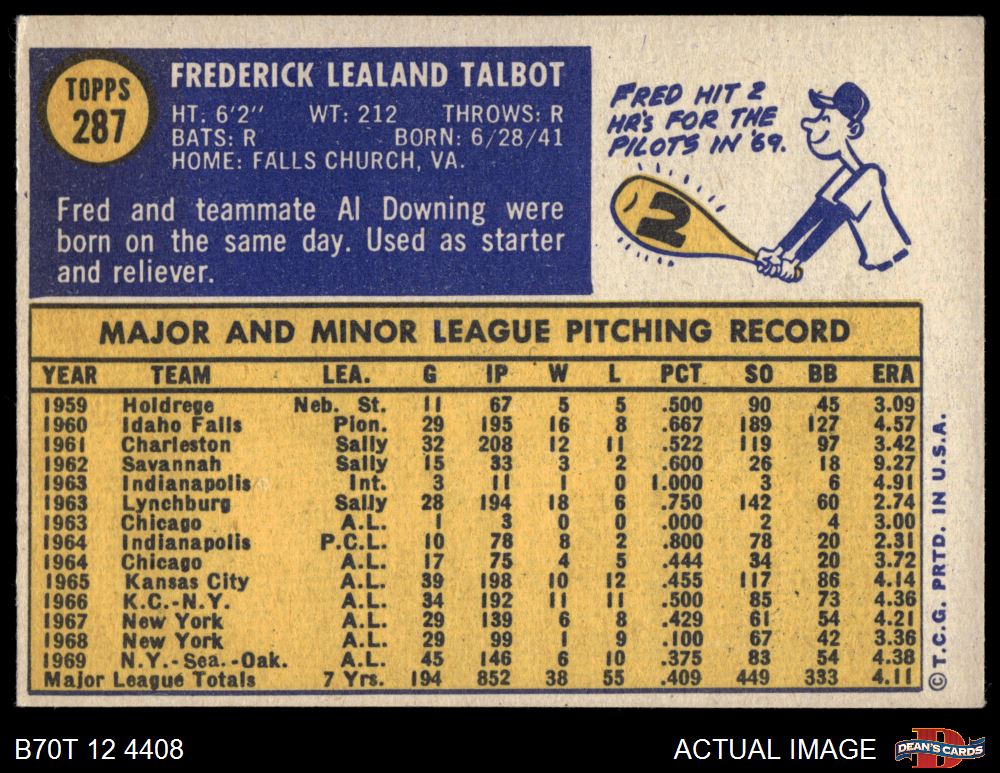 TOPPS
287
FREDERICK LEALAND TALBOT
HT. 6'2" WT: 212 THROWS: R
BATS: R BORN: 6/28/41
HOME: FALLS CHURCH, VA.
Fred and teammate Al Downing were
born on the same day. Used as starter
and reliever.
FRED HIT 2
HR'S FOR THE
PILOTS IN '69.
2
MAJOR AND MINOR LEAGUE PITCHING RECORD
YEAR TEAM LEA. G IP W L PCT SO BB ERA
1959 Holdrege Neb. St. 11 67 5 5 .500 90 45 3.09
1960 Idaho Falls Pion. 29 195 16 8 .667 189 127 4.57
1961 Charleston Sally 32 208 12 11 .522 119 97 3.42
1962 Savannah Sally 15 33 3 2 .600 26 18 9.27
1963 Indianapolis Int. 3 11 1 0 1.000 3 6 4.91
1963 Lynchburg Sally 28 194 18 6 .750 142 60 2.74
1963 Chicago A.L. 1 3 0 0 .000 2 4 3.00
1964 Indianapolis P.C.L. 10 78 8 2 .800 78 20 2.31
1964 Chicago A.L. 17 75 4 5 .444 34 20 3.72
1965 Kansas City A.L. 39 198 10 12 .455 117 86 4.14
1966 K.C.-N.Y. A.L. 34 192 11 11 .500 85 73 4.36
1967 New York A.L. 29 139 6 8 .429 61 54 4.21
1968 New York A.L. 29 99 1 9 .100 67 42 3.36
1969 N.Y.-Sea.-Oak. A.L. 45 146 6 10 .375 83 54 4.38
Major League Totals 7 Yrs. 194 852 38 55 .409 449 333 4.11
©T.C.G. PRTD. IN U.S.A.
B70T 12 4408
ACTUAL IMAGE
DEAN'S CARDS